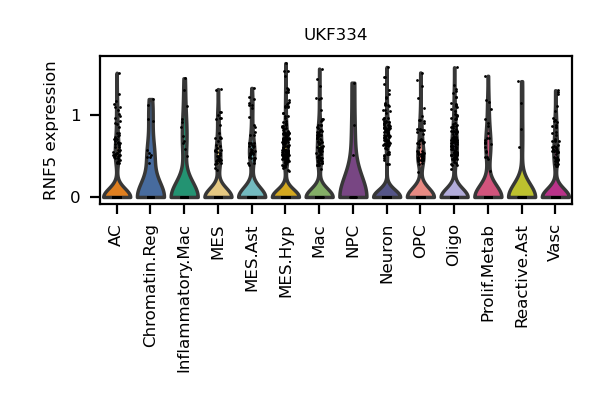 UKF334
RNF5 expression
1
0
AC
Chromatin.Reg
Inflammatory.Mac
MES
MES.Ast
MES.Hyp
Mac
NPC
Neuron
OPC
Oligo
Prolif.Metab
Reactive.Ast
Vasc